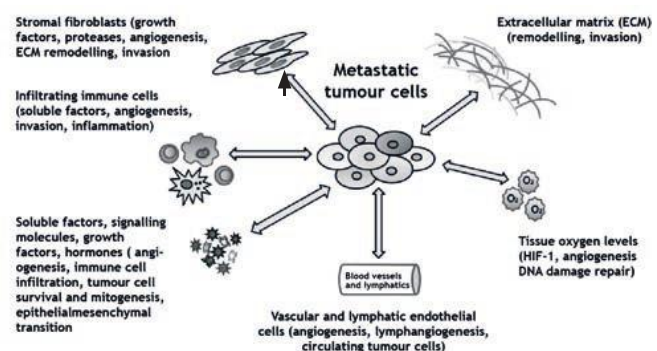 Stromal fibroblasts (growth
factors, proteases, angiogenesis,
ECM remodelling, invasion
Extracellular matrix (ECM)
(remodelling, invasion)
Metastatic
tumour cells
Infiltrating immune cells
(soluble factors, angiogenesis,
invasion, inflammation)
O₂
O₂
O₂
Soluble factors, signalling
molecules, growth
factors, hormones ( angi-
ogenesis, immune cell
infiltration, tumour cell
survival and mitogenesis,
epithelialmesenchymal
transition
Tissue oxygen levels
(HIF-1, angiogenesis
DNA damage repair)
Blood vessels
and lymphatics
Vascular and lymphatic endothelial
cells (angiogenesis, lymphangiogenesis,
circulating tumour cells)